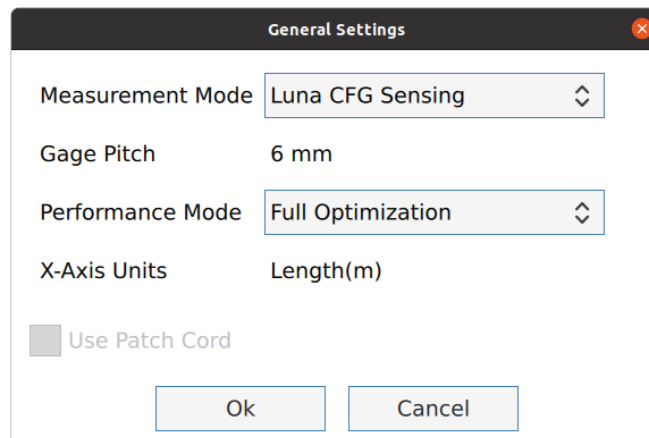 General Settings
Measurement Mode Luna CFG Sensing
Gage Pitch 6 mm
Performance Mode Full Optimization
X-Axis Units Length(m)
Use Patch Cord
Ok Cancel